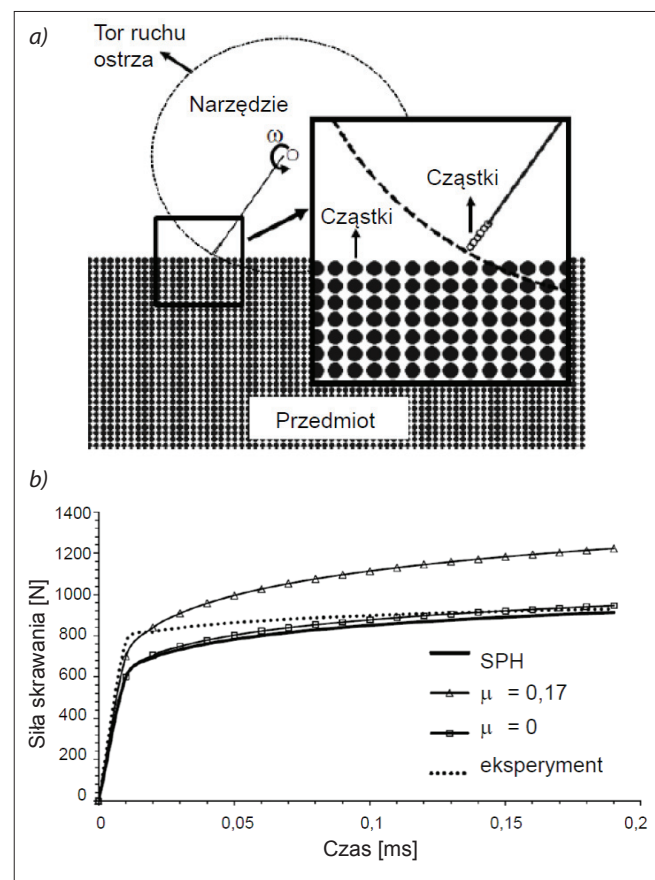 a)
Tor ruchu
ostrza
Narzędzie
ω
Cząstki
Cząstki
Przedmiot
b)
Siła skrawania [N]
1400
1200
1000
800
600
400
200
0
SPH
μ = 0,17
μ = 0
eksperyment
0
0,05
0,1
0,15
0,2
Czas [ms]